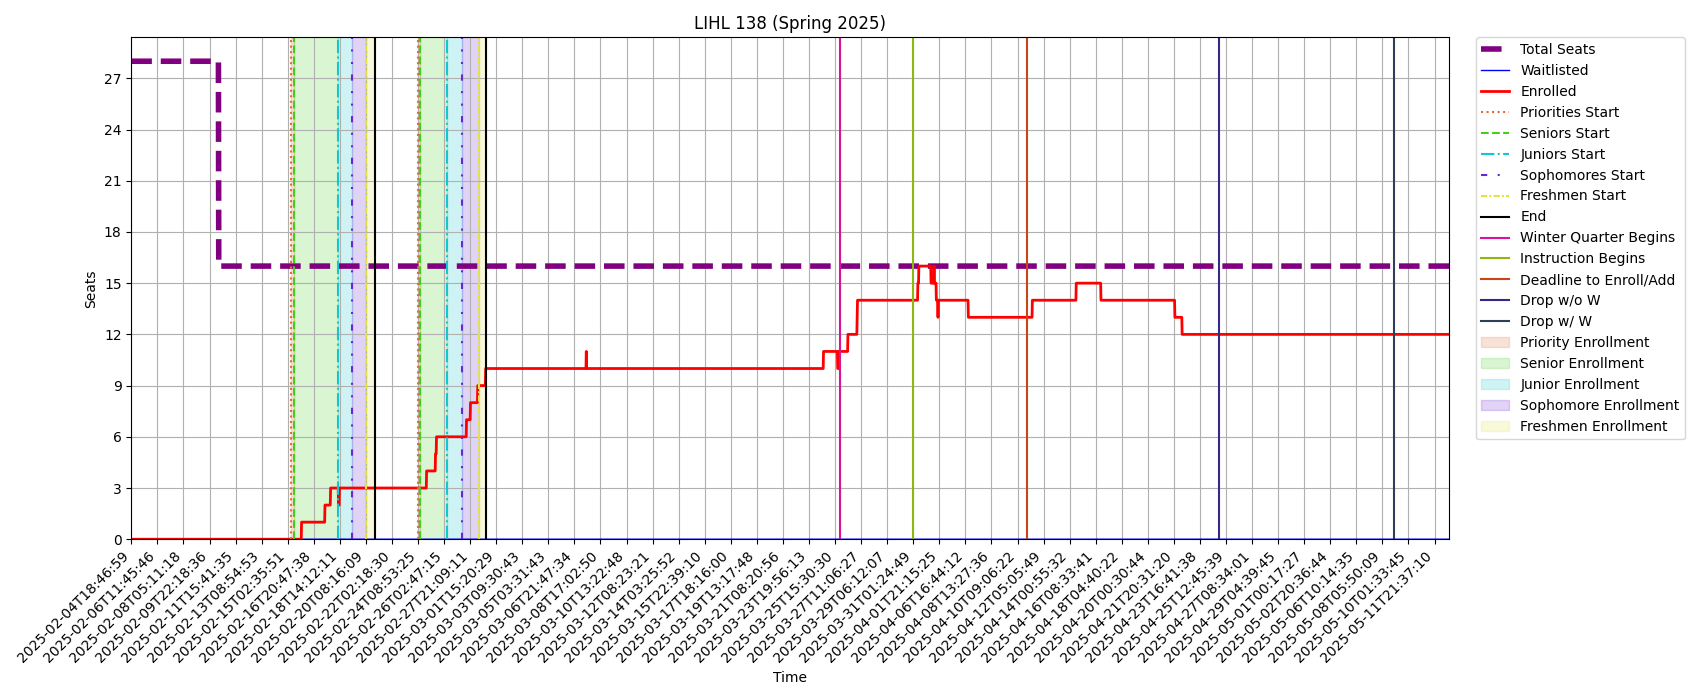 LIHL 138 (Spring 2025)
Seats
27
24
21
18
15
12
9
6
3
0
2025-02-04T18:46:59
2025-02-06T11:45:46
2025-02-08T05:11:18
2025-02-09T22:18:36
2025-02-11T15:41:35
2025-02-13T08:54:53
2025-02-15T02:35:51
2025-02-16T20:47:38
2025-02-18T14:12:11
2025-02-20T08:16:09
2025-02-22T02:18:30
2025-02-24T20:53:25
2025-02-26T02:47:15
2025-02-27T21:09:11
2025-03-01T15:20:29
2025-03-03T09:30:43
2025-03-05T03:31:43
2025-03-06T21:47:34
2025-03-08T17:02:50
2025-03-10T13:22:48
2025-03-12T08:23:21
2025-03-14T03:25:52
2025-03-15T22:39:10
2025-03-17T18:16:00
2025-03-19T13:17:48
2025-03-21T08:20:56
2025-03-23T19:56:13
2025-03-25T15:30:30
2025-03-27T11:06:27
2025-03-29T06:12:07
2025-03-31T01:24:49
2025-04-01T21:15:25
2025-04-06T16:44:12
2025-04-08T13:27:36
2025-04-10T09:06:22
2025-04-12T05:05:49
2025-04-14T00:55:32
2025-04-16T08:33:41
2025-04-18T04:40:22
2025-04-20T00:30:44
2025-04-21T20:31:20
2025-04-23T16:41:38
2025-04-25T12:45:39
2025-04-27T08:34:01
2025-04-29T04:39:45
2025-05-01T00:17:27
2025-05-02T20:36:44
2025-05-06T10:14:35
2025-05-08T05:50:09
2025-05-10T01:33:45
2025-05-11T21:37:10
Time
Total Seats
Waitlisted
Enrolled
Priorities Start
Seniors Start
Juniors Start
Sophomores Start
Freshmen Start
End
Winter Quarter Begins
Instruction Begins
Deadline to Enroll/Add
Drop w/o W
Drop w/ W
Priority Enrollment
Senior Enrollment
Junior Enrollment
Sophomore Enrollment
Freshmen Enrollment